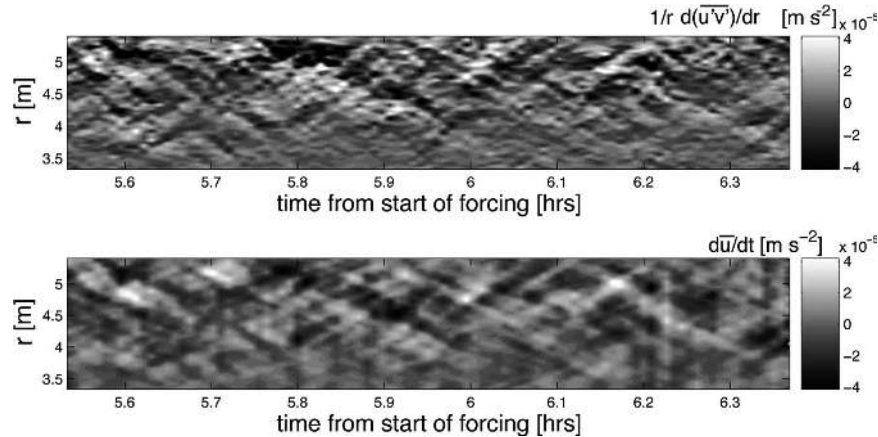 1/r d(u'v')/dr [m s⁻²] x 10⁻⁵
5
4.5
4
3.5
r [m]
4
2
0
−2
−4
5.6 5.7 5.8 5.9 6 6.1 6.2 6.3
time from start of forcing [hrs]
du/dt [m s⁻²] x 10⁻⁵
5
4.5
4
3.5
r [m]
4
2
0
−2
−4
5.6 5.7 5.8 5.9 6 6.1 6.2 6.3
time from start of forcing [hrs]